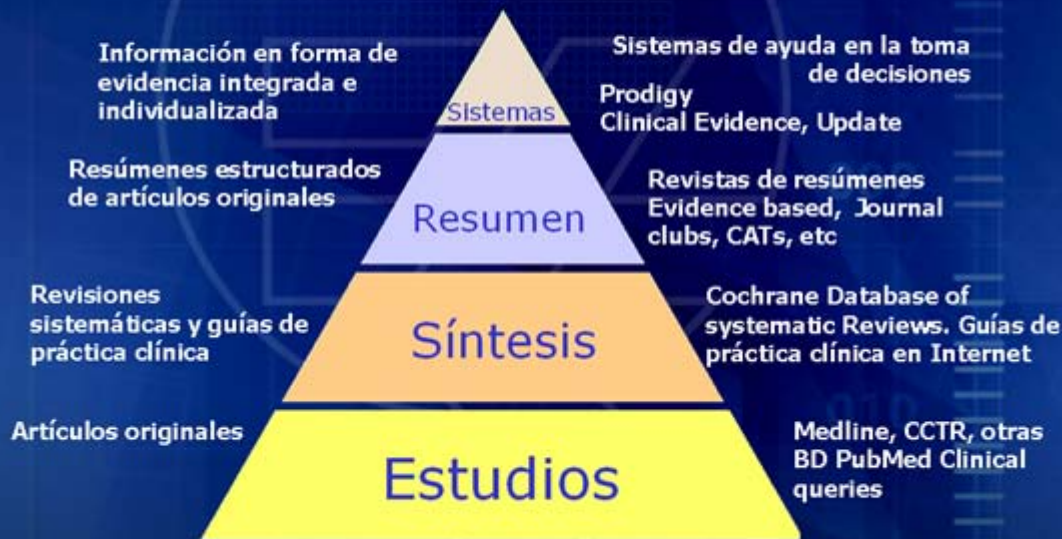 Información en forma de
evidencia integrada e
individualizada
Sistemas
Sistemas de ayuda en la toma
de decisiones
Prodigy
Clinical Evidence, Update
Resúmenes estructurados
de artículos originales
Resumen
Revistas de resúmenes
Evidence based, Journal
clubs, CATs, etc
Revisiones
sistemáticas y guías de
práctica clínica
Síntesis
Cochrane Database of
systematic Reviews. Guías de
práctica clínica en Internet
Artículos originales
Estudios
Medline, CCTR, otras
BD PubMed Clinical
queries